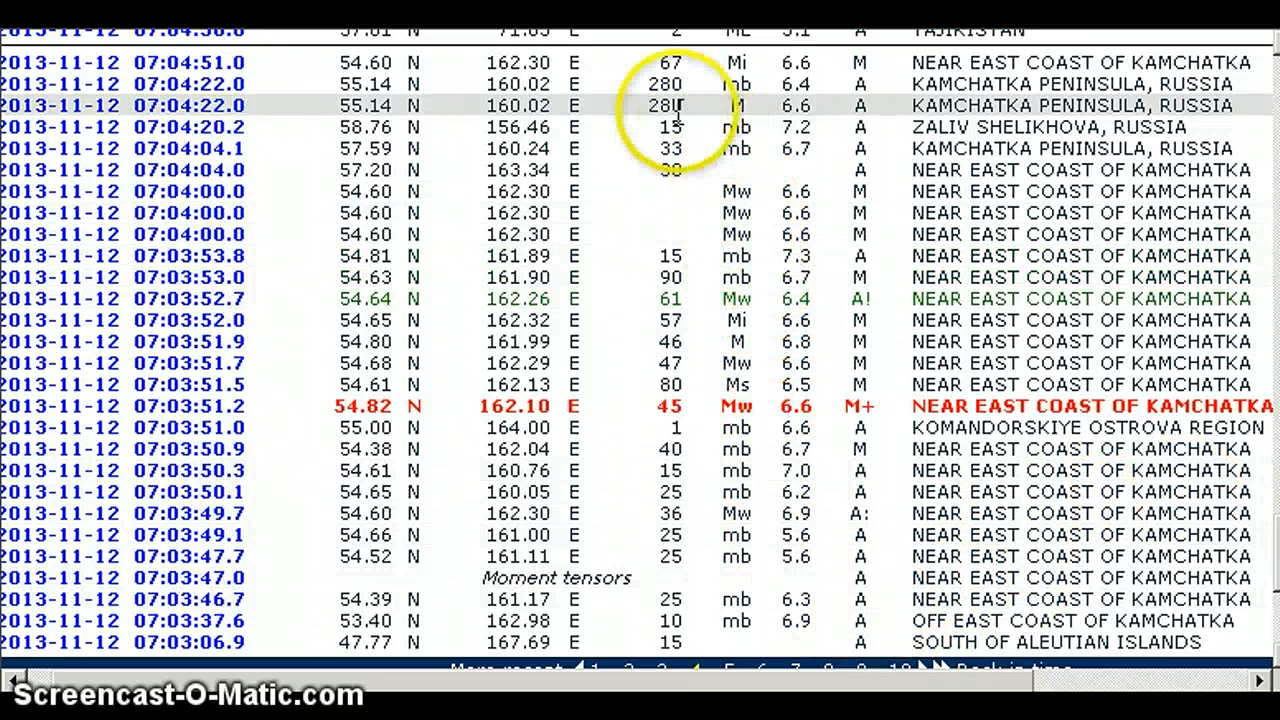 2013-11-12 07:04:51.0 54.60 N 162.30 E 67 Mi 6.6 M NEAR EAST COAST OF KAMCHATKA
2013-11-12 07:04:22.0 55.14 N 160.02 E 280 mb 6.4 A KAMCHATKA PENINSULA, RUSSIA
2013-11-12 07:04:22.0 55.14 N 160.02 E 280 M 6.6 A KAMCHATKA PENINSULA, RUSSIA
2013-11-12 07:04:20.2 58.76 N 156.46 E 15 mb 7.2 A ZALIV SHELIKHOVA, RUSSIA
2013-11-12 07:04:04.1 57.59 N 160.24 E 33 mb 6.7 A KAMCHATKA PENINSULA, RUSSIA
2013-11-12 07:04:04.0 57.20 N 163.34 E 30 A NEAR EAST COAST OF KAMCHATKA
2013-11-12 07:04:00.0 54.60 N 162.30 E Mw 6.6 M NEAR EAST COAST OF KAMCHATKA
2013-11-12 07:04:00.0 54.60 N 162.30 E Mw 6.6 M NEAR EAST COAST OF KAMCHATKA
2013-11-12 07:04:00.0 54.60 N 162.30 E Mw 6.6 M NEAR EAST COAST OF KAMCHATKA
2013-11-12 07:03:53.8 54.81 N 161.89 E 15 mb 7.3 A NEAR EAST COAST OF KAMCHATKA
2013-11-12 07:03:53.0 54.63 N 161.90 E 90 mb 6.7 M NEAR EAST COAST OF KAMCHATKA
2013-11-12 07:03:52.7 54.64 N 162.26 E 61 Mw 6.4 A! NEAR EAST COAST OF KAMCHATKA
2013-11-12 07:03:52.0 54.65 N 162.32 E 57 Mi 6.6 M NEAR EAST COAST OF KAMCHATKA
2013-11-12 07:03:51.9 54.80 N 161.99 E 46 M 6.8 M NEAR EAST COAST OF KAMCHATKA
2013-11-12 07:03:51.7 54.68 N 162.29 E 47 Mw 6.6 M NEAR EAST COAST OF KAMCHATKA
2013-11-12 07:03:51.5 54.61 N 162.13 E 80 Ms 6.5 M NEAR EAST COAST OF KAMCHATKA
2013-11-12 07:03:51.2 54.82 N 162.10 E 45 Mw 6.6 M+ NEAR EAST COAST OF KAMCHATKA
2013-11-12 07:03:51.0 55.00 N 164.00 E 1 mb 6.6 A KOMANDORSKIYE OSTROVA REGION
2013-11-12 07:03:50.9 54.38 N 162.04 E 40 mb 6.7 M NEAR EAST COAST OF KAMCHATKA
2013-11-12 07:03:50.3 54.61 N 160.76 E 15 mb 7.0 A NEAR EAST COAST OF KAMCHATKA
2013-11-12 07:03:50.1 54.65 N 160.05 E 25 mb 6.2 A NEAR EAST COAST OF KAMCHATKA
2013-11-12 07:03:49.7 54.60 N 162.30 E 36 Mw 6.9 A: NEAR EAST COAST OF KAMCHATKA
2013-11-12 07:03:49.1 54.66 N 161.00 E 25 mb 5.6 A NEAR EAST COAST OF KAMCHATKA
2013-11-12 07:03:47.7 54.52 N 161.11 E 25 mb 5.6 A NEAR EAST COAST OF KAMCHATKA
2013-11-12 07:03:47.0 Moment tensors A NEAR EAST COAST OF KAMCHATKA
2013-11-12 07:03:46.7 54.39 N 161.17 E 25 mb 6.3 A NEAR EAST COAST OF KAMCHATKA
2013-11-12 07:03:37.6 53.40 N 162.98 E 10 mb 6.9 A OFF EAST COAST OF KAMCHATKA
2013-11-12 07:03:06.9 47.77 N 167.69 E 15 A SOUTH OF ALEUTIAN ISLANDS
Screencast-O-Matic.com